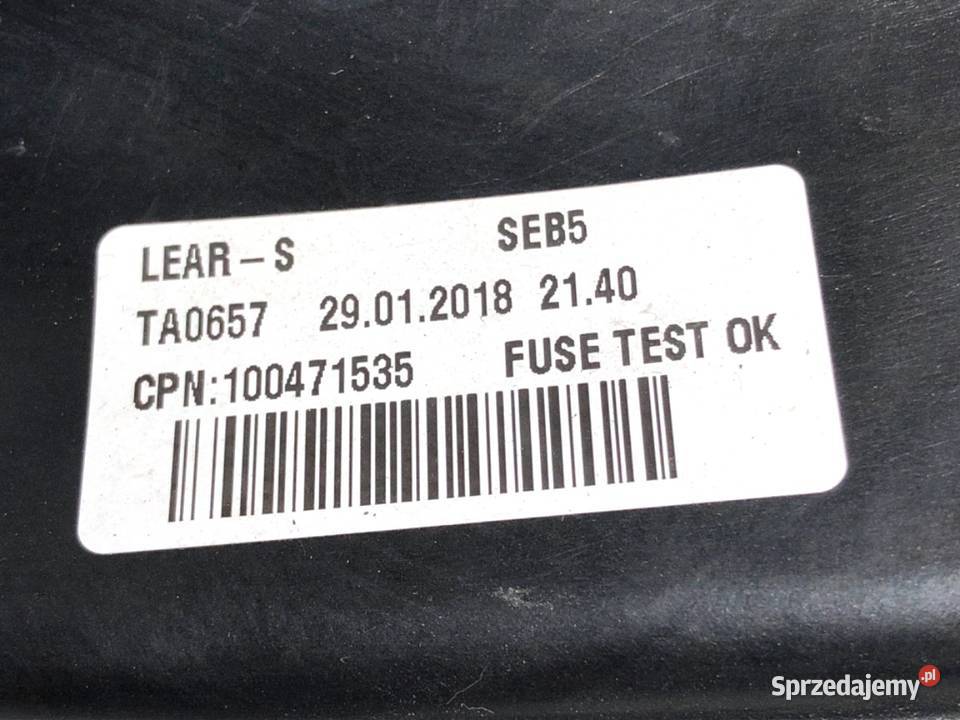 LEAR – S SEB5
TA0657 29.01.2018 21.40
CPN:100471535 FUSE TEST OK
Sprzedajemy.pl